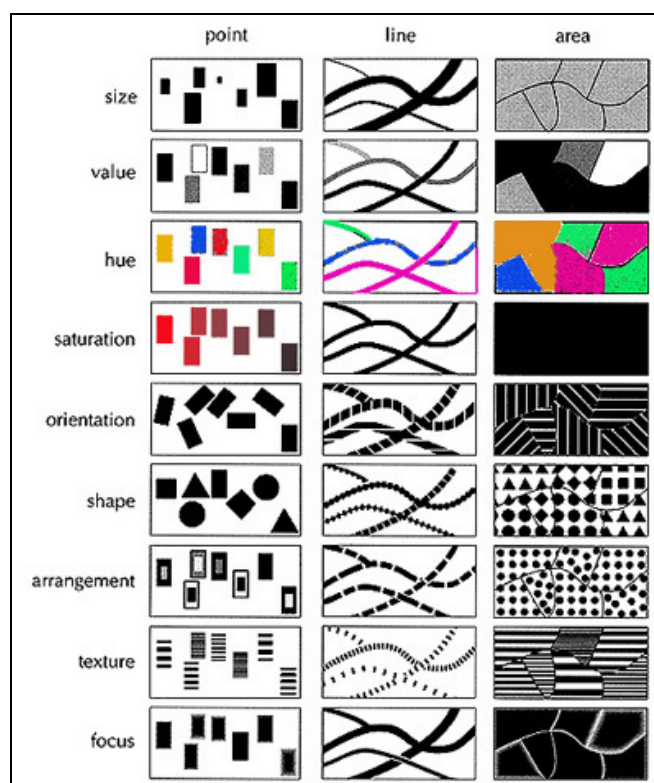 point line area
size
value
hue
saturation
orientation
shape
arrangement
texture
focus